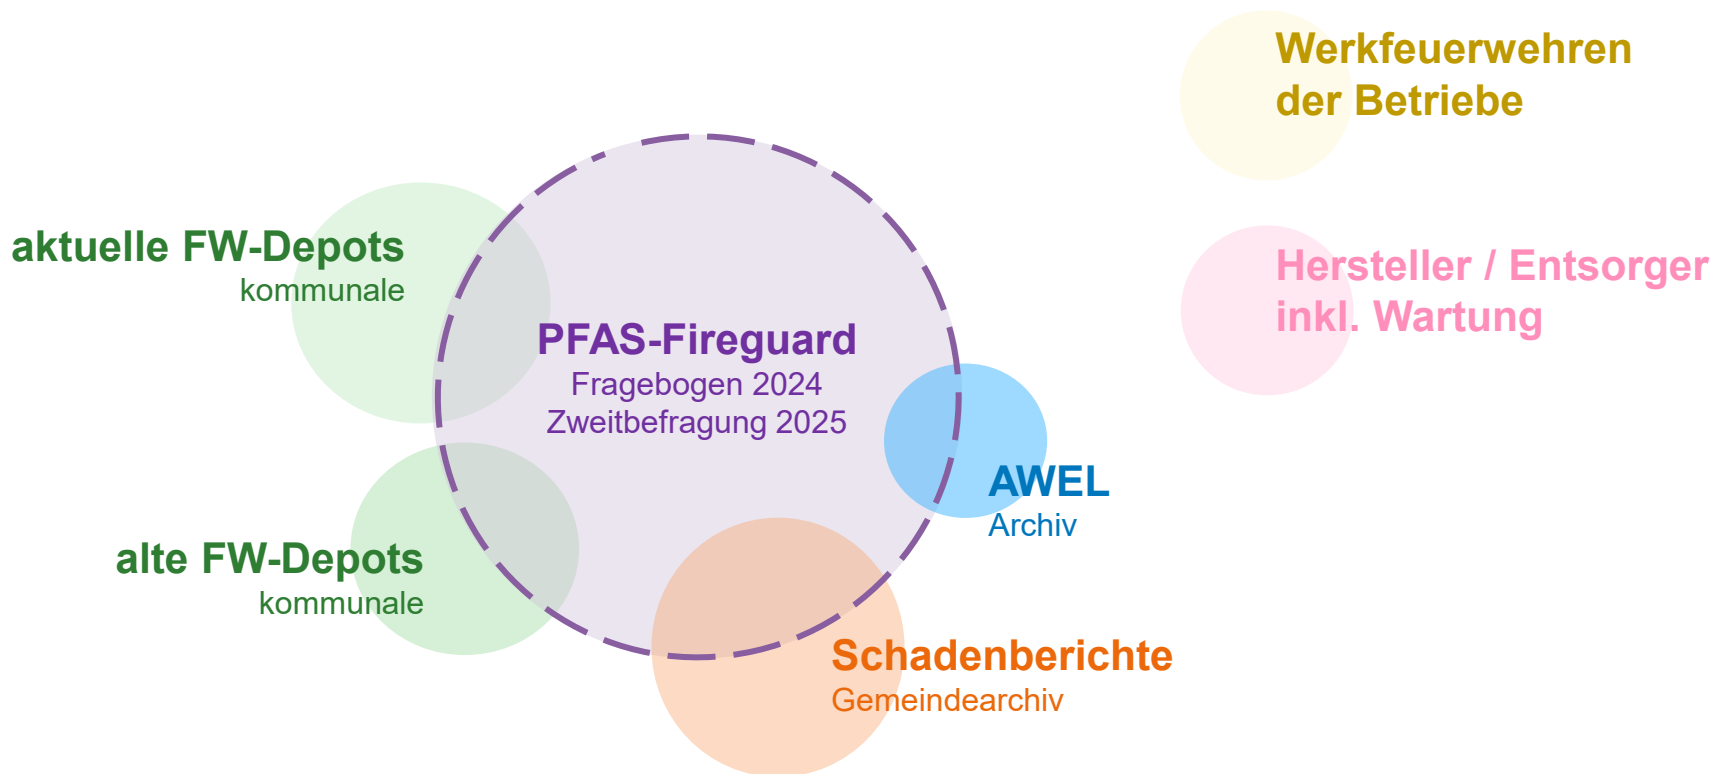 Werkfeuerwehren
der Betriebe
aktuelle FW-Depots
kommunale
Hersteller / Entsorger
inkl. Wartung
PFAS-Fireguard
Fragebogen 2024
Zweitbefragung 2025
AWEL
Archiv
alte FW-Depots
kommunale
Schadenberichte
Gemeindearchiv